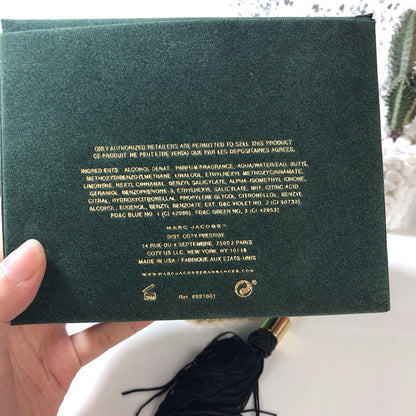 ONLY AUTHORIZED RETAILERS ARE PERMITTED TO SELL THIS PRODUCT
CE PRODUIT NE PEUT ETRE VENDU QUE PAR LES DEPOSITAIRES AGREES.
ALCOHOL DENAT. PARFUM/FRAGRANCE, AQUA/WATER/EAU, BUTYL
METHOXYDIBENZOYLMETHANE, LINALOOL, ETHYLHEXYL METHOXYCINNAMATE,
LIMONENE, HEXYL CINNAMAL, BENZYL SALICYLATE, ALPHA-ISOMETHYL IONONE,
GERANIOL, BENZOPHENONE-3, ETHYLHEXYL SALICYLATE, BHT, CITRIC ACID
CITRAL, HYDROXYCITRONELLAL, PROPYLENE GLYCOL, CITRONELLOL, BENZYL
ALCOHOL, EUGENOL, BENZYL BENZOATE, EXT. D&C VIOLET NO. 2 (CI 60730)
FD&C BLUE NO. 1 (CI 42090), FD&C GREEN NO. 3 (CI 42053)
MARC JACOBS
DIST. COTY PRESTIGE
14 RUE DU 4 SEPTEMBRE, 75002 PARIS
COTY US LLC. NEW YORK, NY 10118
MADE IN USA / FABRIQUE AUX ETATS-UNIS
WWW.MARCJACOBSFRAGRANCES.COM
Ref.